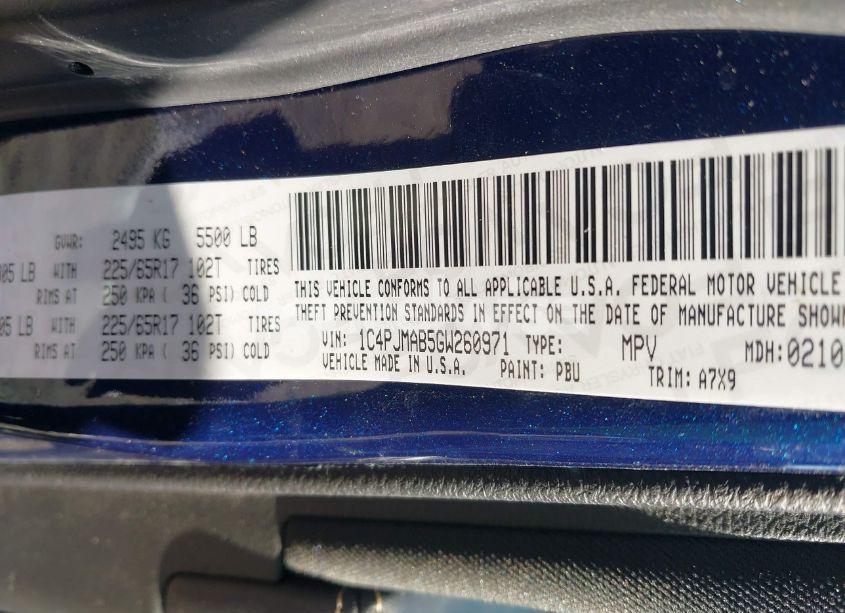 GVWR: 2495 KG 5500 LB
05 LB WITH 225/65R17 102T TIRES
RIMS AT 250 KPA ( 36 PSI) COLD
05 LB WITH 225/65R17 102T TIRES
RIMS AT 250 KPA ( 36 PSI) COLD
THIS VEHICLE CONFORMS TO ALL APPLICABLE U.S.A. FEDERAL MOTOR VEHICLE
THEFT PREVENTION STANDARDS IN EFFECT ON THE DATE OF MANUFACTURE SHOWN
VIN: 1C4PJMAB5GW260971 TYPE: MPV MDH: 0210
VEHICLE MADE IN U.S.A. PAINT: PBU TRIM: A7X9